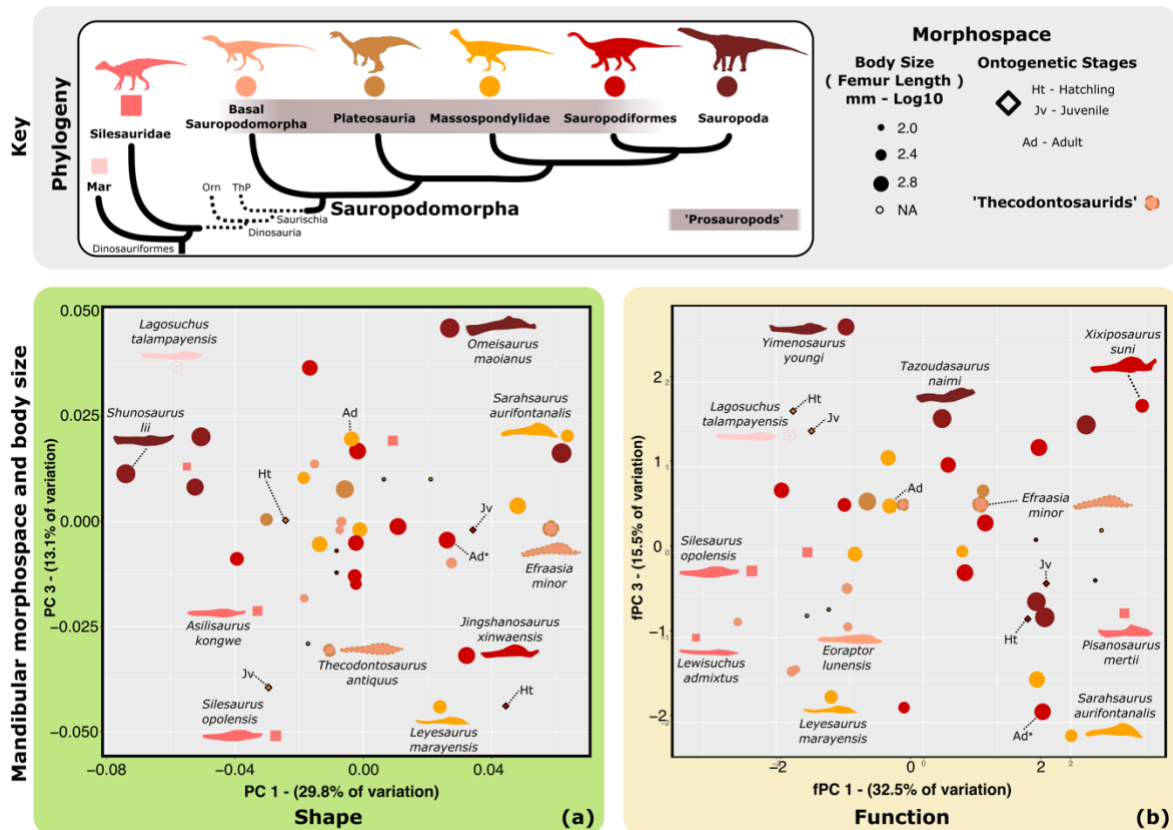 Key
Phylogeny
Silesauridae
Mar
Basal
Sauropodomorpha
Plateosauria
Massospondylidae
Sauropodiformes
Sauropoda
Orn
ThP
Saurischia
Dinosauria
Dinosauriformes
Sauropodomorpha
'Prosauropods'
Morphospace
Body Size
( Femur Length )
mm - Log10
2.0
2.4
2.8
NA
Ontogenetic Stages
Ht - Hatchling
Jv - Juvenile
Ad - Adult
'Thecodontosaurids'
Mandibular morphospace and body size
0.050
0.025
0.000
−0.025
−0.050
PC 3 - (13.1% of variation)
Lagosuchus
talampayensis
Omeisaurus
maoianus
Shunosaurus
lii
Sarahsaurus
aurifontanalis
Ad
Ht
Jv
Ad*
Efraasia
minor
Asilisaurus
kongwe
Thecodontosaurus
antiquus
Jingshanosaurus
xinwaensis
Jv
Ht
Silesaurus
opolensis
Leyesaurus
marayensis
−0.08
−0.04
0.00
0.04
PC 1 - (29.8% of variation)
Shape
(a)
2
1
0
−1
−2
fPC 3 - (15.5% of variation)
Yimenosaurus
youngi
Xixiposaurus
suni
Tazoudasaurus
naimi
Ht
Jv
Lagosuchus
talampayensis
Ad
Efraasia
minor
Silesaurus
opolensis
Jv
Ht
Lewisuchus
admixtus
Eoraptor
lunensis
Pisanosaurus
mertii
Leyesaurus
marayensis
Ad*
Sarahsaurus
aurifontanalis
−2
0
2
fPC 1 - (32.5% of variation)
Function
(b)